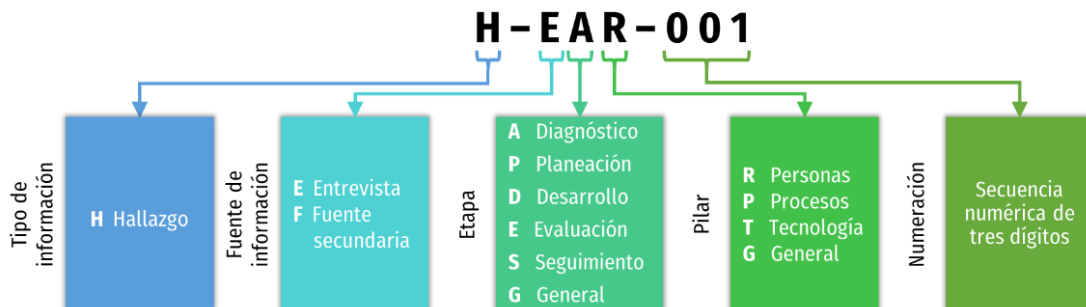 H-EAR-001
Tipo de
información
H Hallazgo
Fuente de
información
E Entrevista
F Fuente
secundaria
Etapa
A Diagnóstico
P Planeación
D Desarrollo
E Evaluación
S Seguimiento
G General
Pilar
R Personas
P Procesos
T Tecnología
G General
Numeración
Secuencia
numérica de
tres dígitos